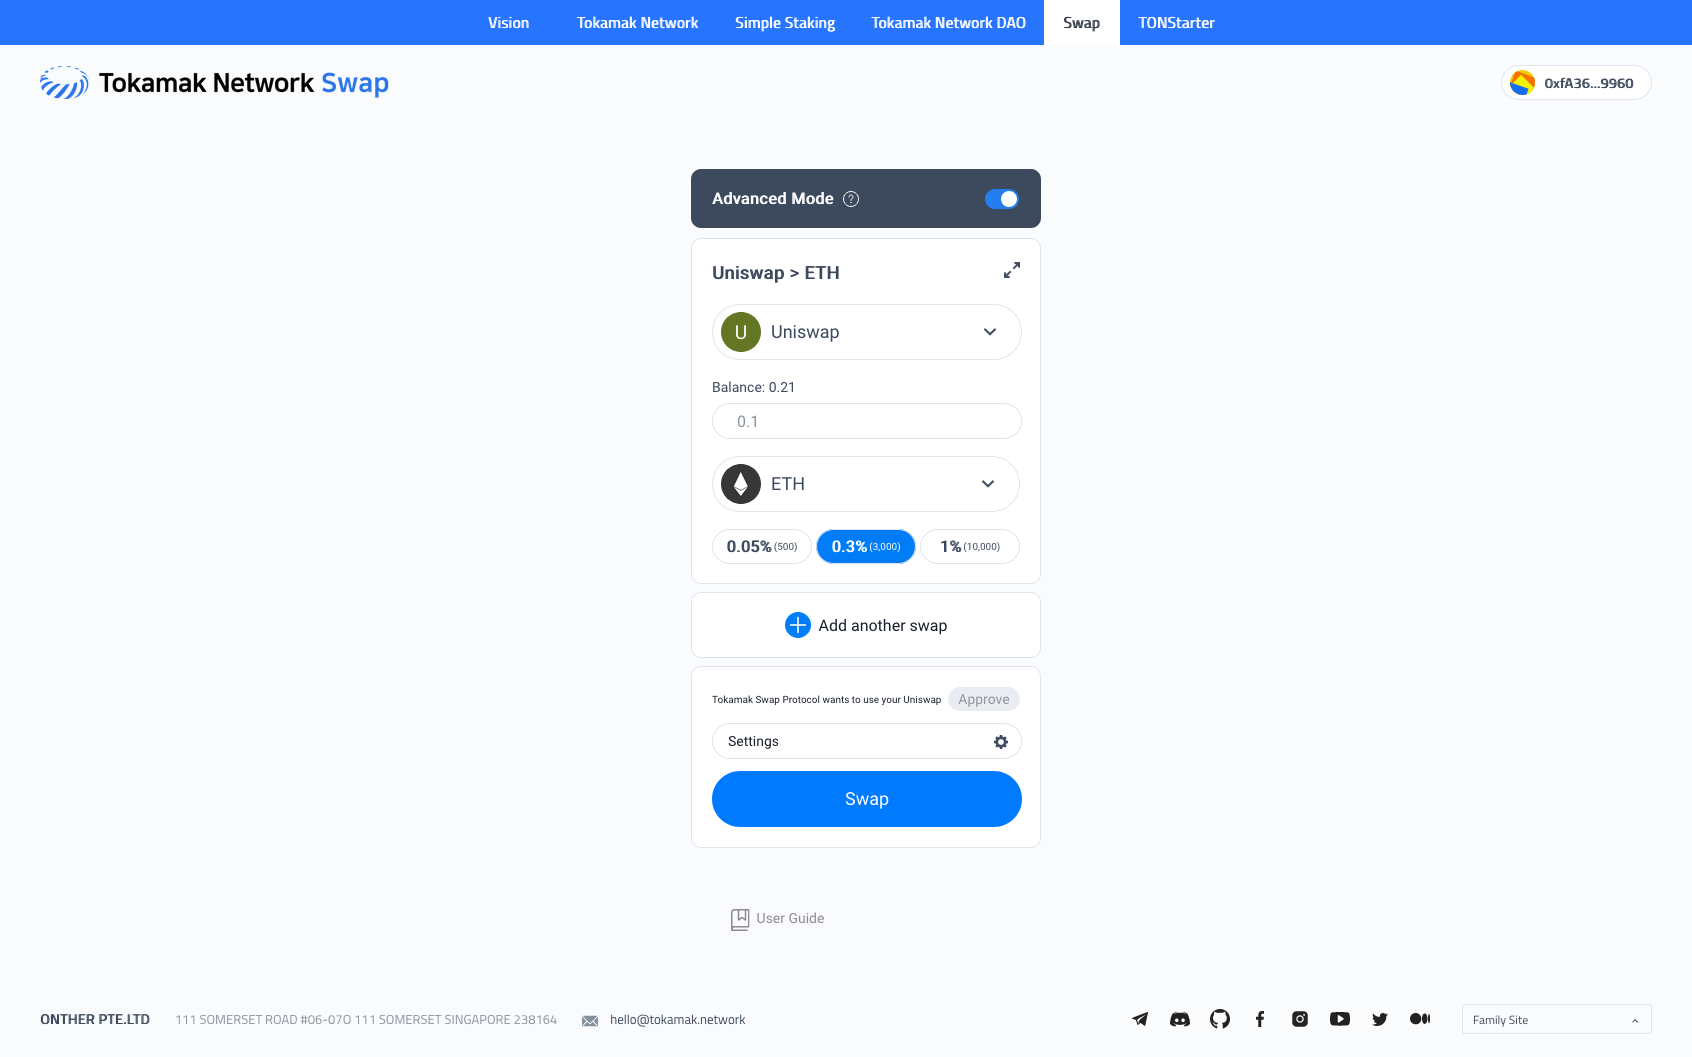 Vision Tokamak Network Simple Staking Tokamak Network DAO Swap TONStarter
Tokamak Network Swap
0xfA36...9960
Advanced Mode ?
Uniswap > ETH
U Uniswap
Balance: 0.21
0.1
ETH
0.05% (500) 0.3% (3,000) 1% (10,000)
Add another swap
Tokamak Swap Protocol wants to use your Uniswap Approve
Settings
Swap
User Guide
ONTHER PTE.LTD 111 SOMERSET ROAD #06-07O 111 SOMERSET SINGAPORE 238164 hello@tokamak.network Family Site